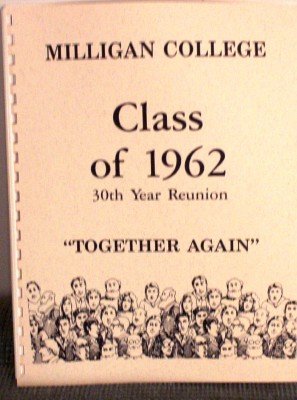 MILLIGAN COLLEGE
Class
of 1962
30th Year Reunion
"TOGETHER AGAIN"